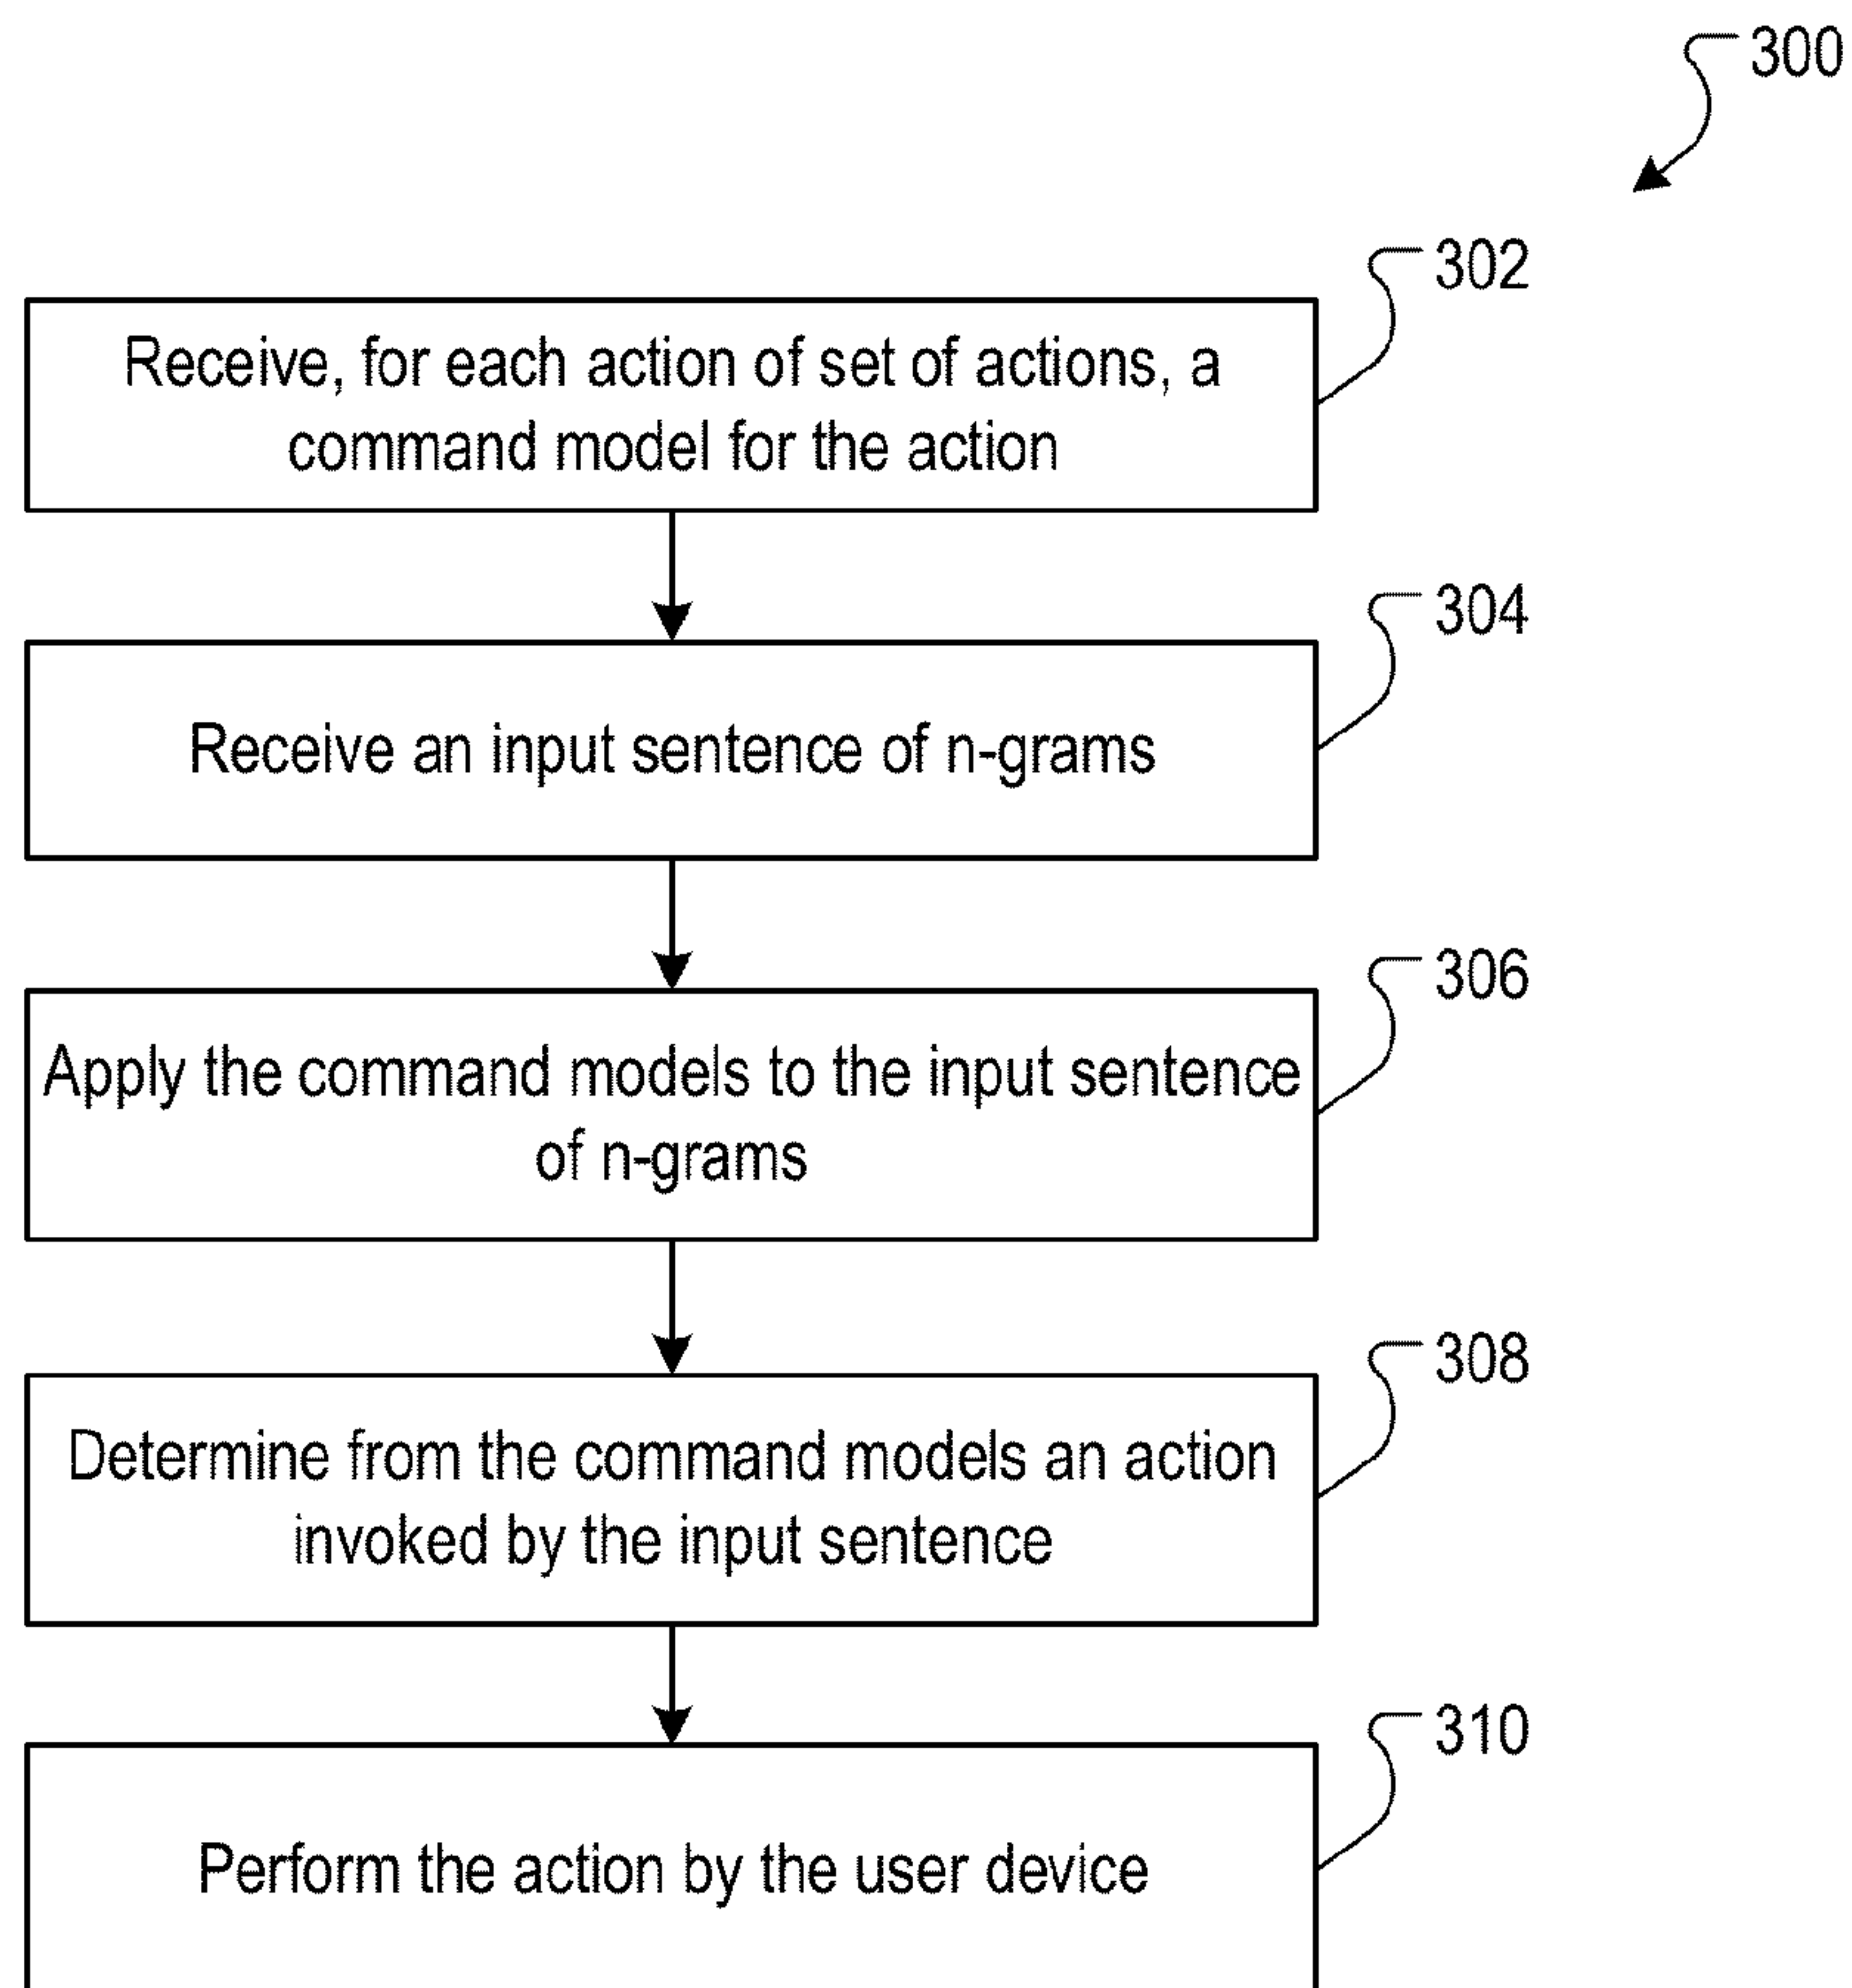 300
302
Receive, for each action of set of actions, a
command model for the action
304
Receive an input sentence of n-grams
306
Apply the command models to the input sentence
of n-grams
308
Determine from the command models an action
invoked by the input sentence
310
Perform the action by the user device